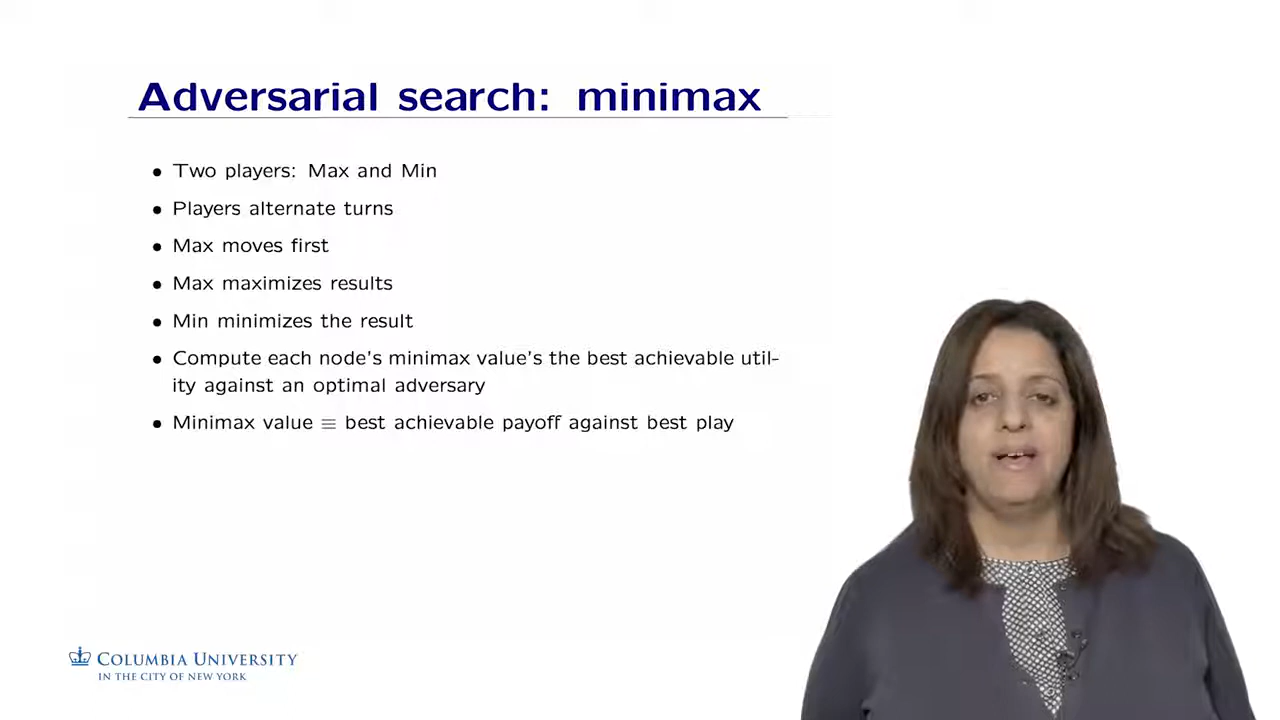 Adversarial search: minimax
• Two players: Max and Min
• Players alternate turns
• Max moves first
• Max maximizes results
• Min minimizes the result
• Compute each node's minimax value's the best achievable util-
ity against an optimal adversary
• Minimax value ≡ best achievable payoff against best play
COLUMBIA UNIVERSITY
IN THE CITY OF NEW YORK